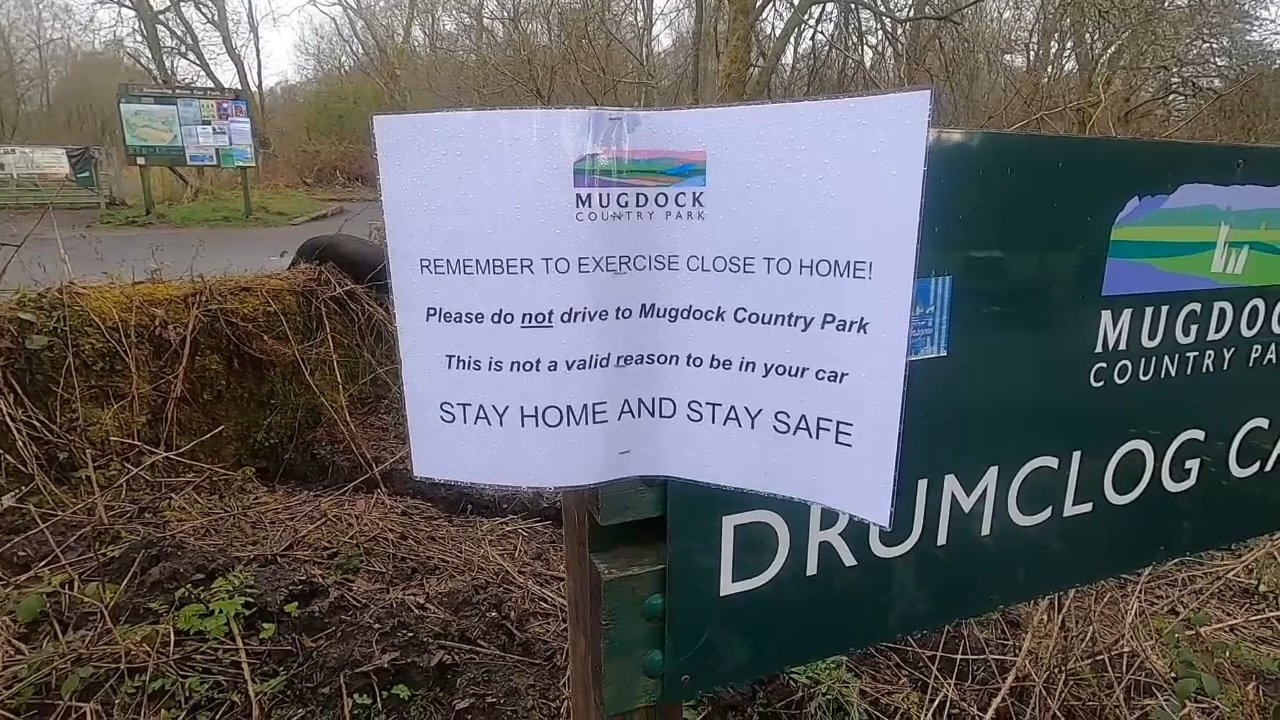 MUGDOCK
COUNTRY PARK
REMEMBER TO EXERCISE CLOSE TO HOME!
Please do not drive to Mugdock Country Park
This is not a valid reason to be in your car
STAY HOME AND STAY SAFE
MUGDOC
COUNTRY PA
DRUMCLOG CA